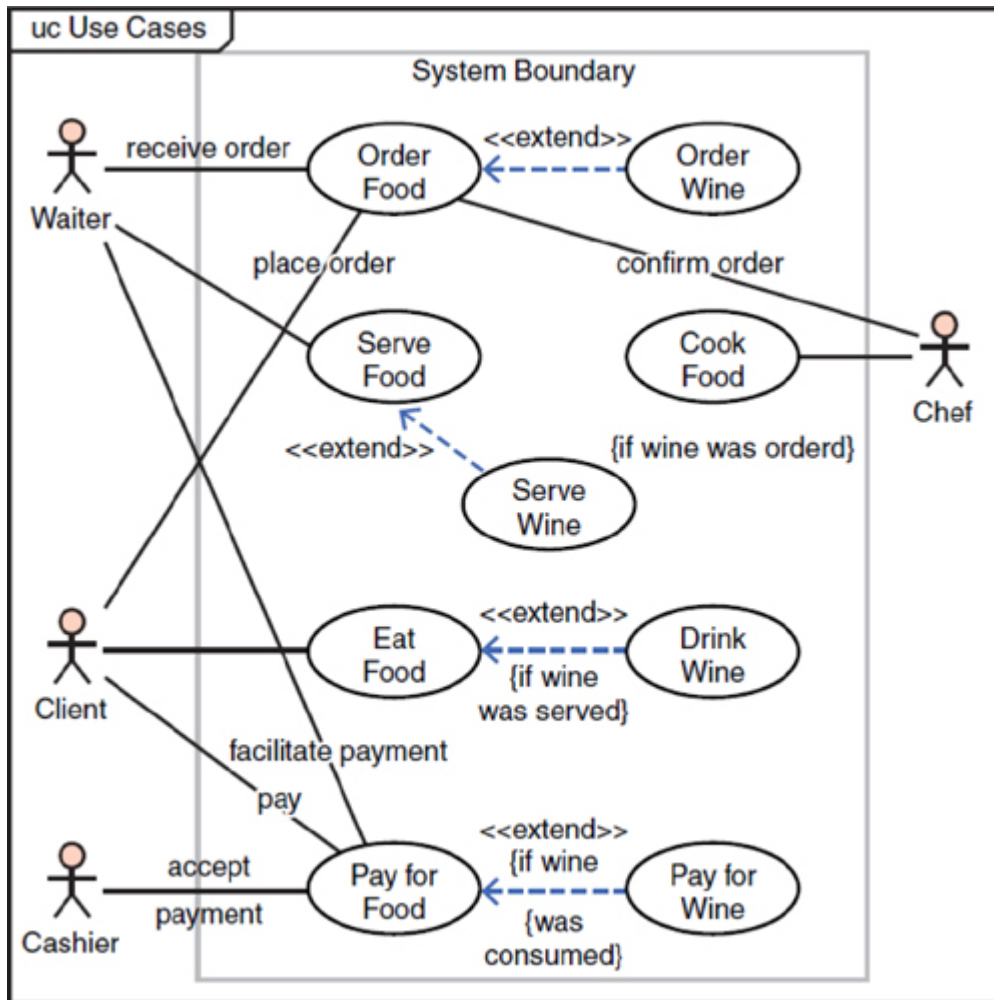 uc Use Cases
System Boundary
receive order
Order
Food
<<extend>>
Order
Wine
Waiter
place order
confirm order
Serve
Food
Cook
Food
Chef
<<extend>>
{if wine was orderd}
Serve
Wine
Client
Eat
Food
<<extend>>
{if wine
was served}
Drink
Wine
facilitate payment
pay
Cashier
accept
payment
Pay for
Food
<<extend>>
{if wine
{was
consumed}
Pay for
Wine